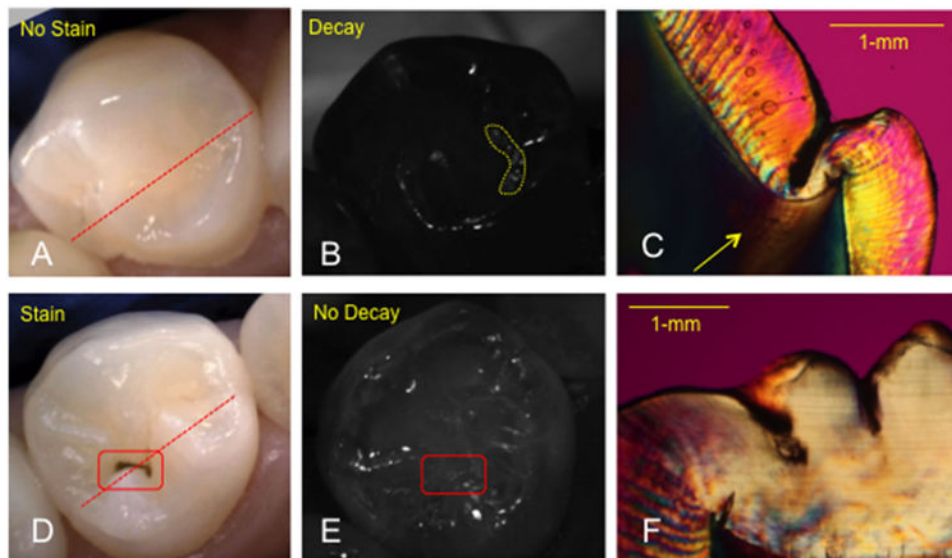 No Stain
A
Decay
B
1-mm
C
Stain
D
No Decay
E
1-mm
F